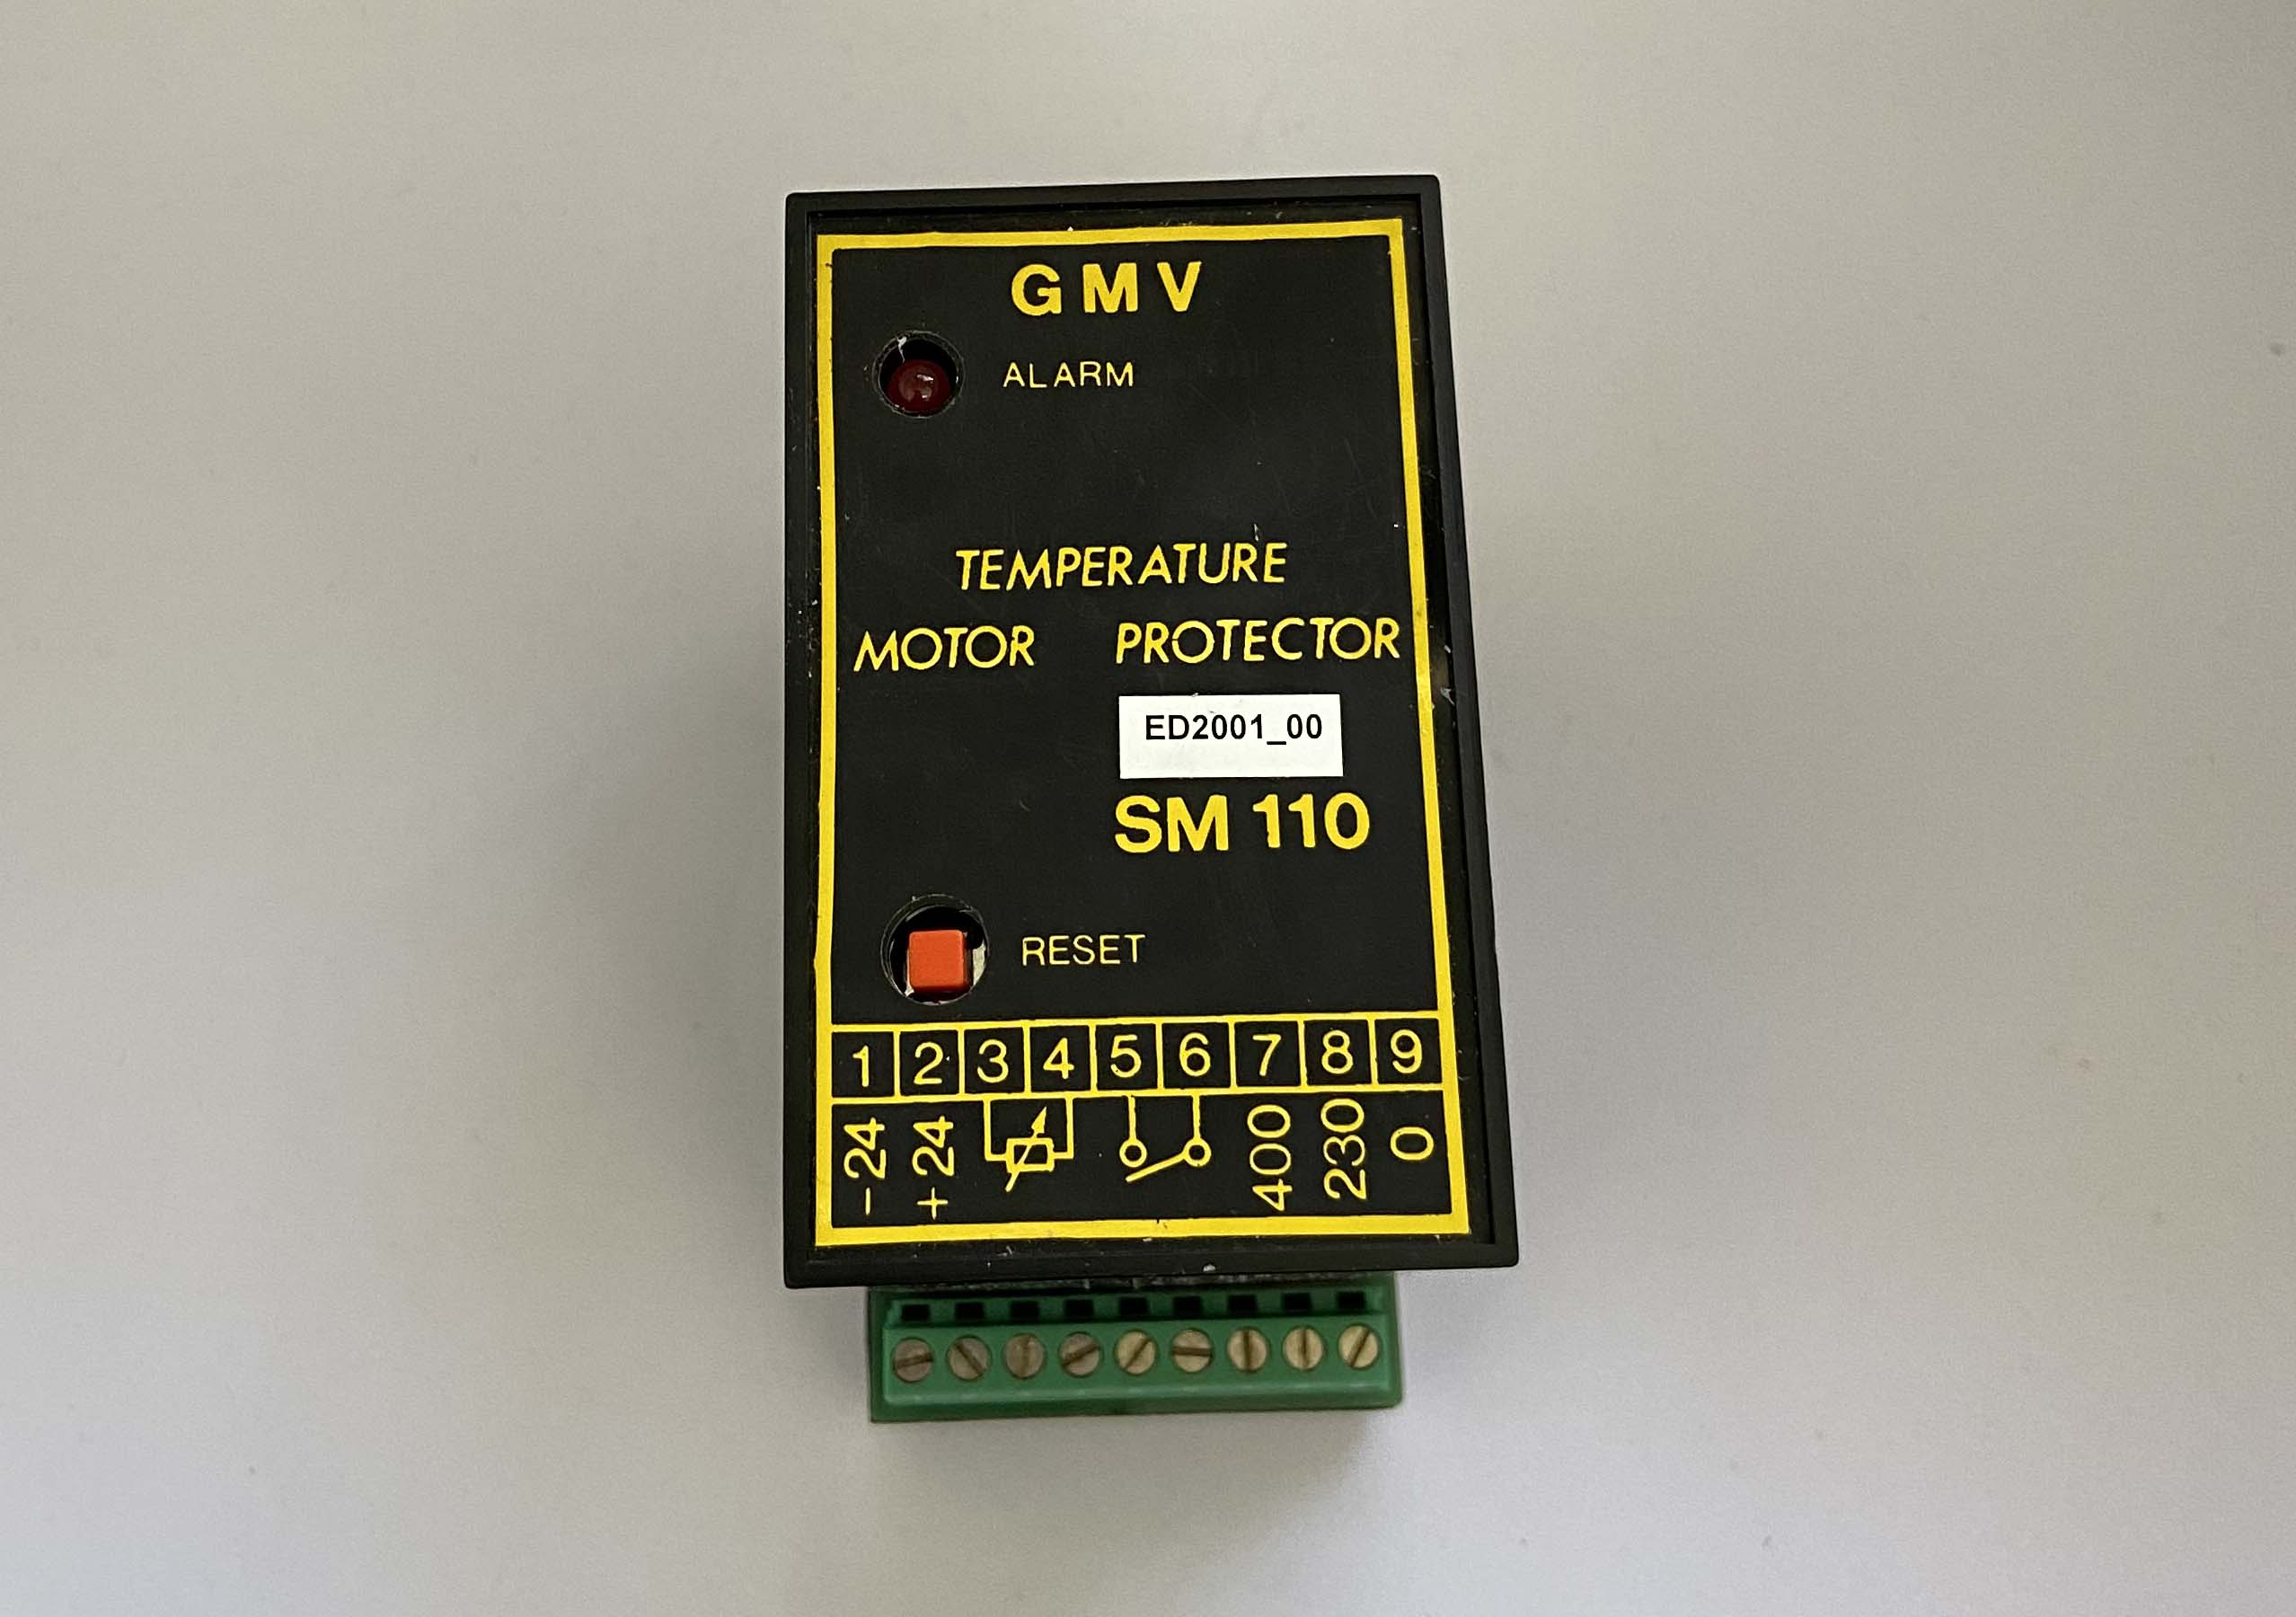 GMV
ALARM
TEMPERATURE
MOTOR PROTECTOR
ED2001_00
SM 110
RESET
1 2 3 4 5 6 7 8 9
-24 +24 400 230 0